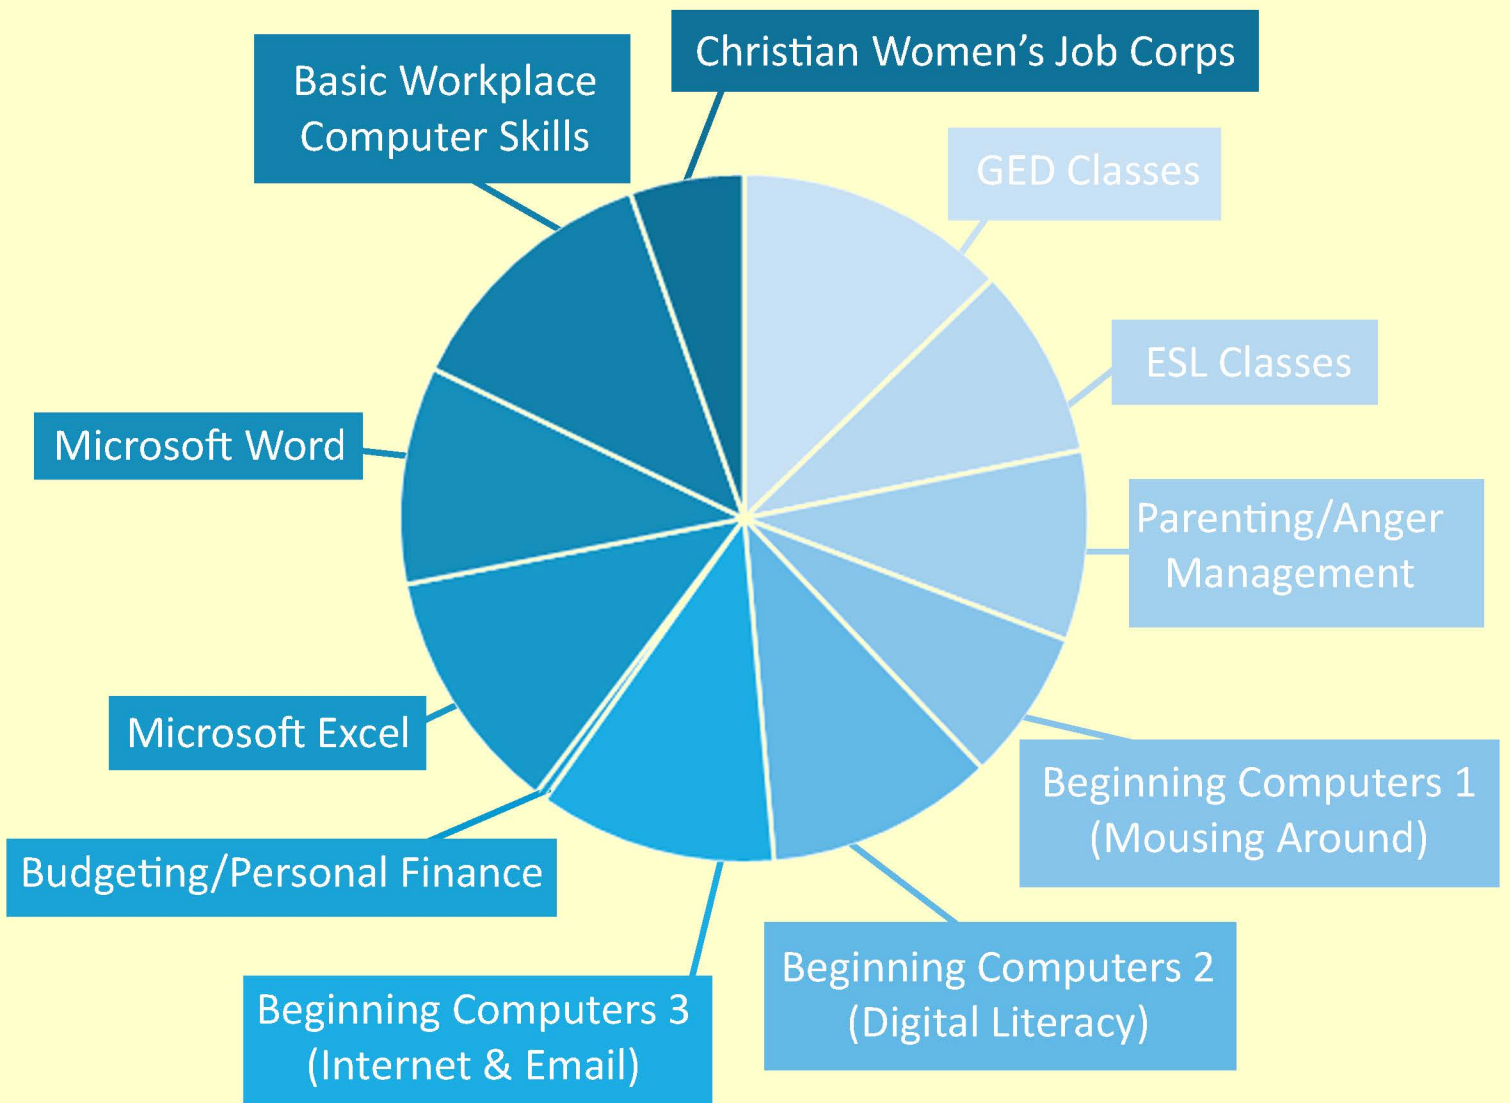 Christian Women’s Job Corps
Basic Workplace
Computer Skills
GED Classes
ESL Classes
Microsoft Word
Parenting/Anger
Management
Microsoft Excel
Beginning Computers 1
(Mousing Around)
Budgeting/Personal Finance
Beginning Computers 2
(Digital Literacy)
Beginning Computers 3
(Internet & Email)